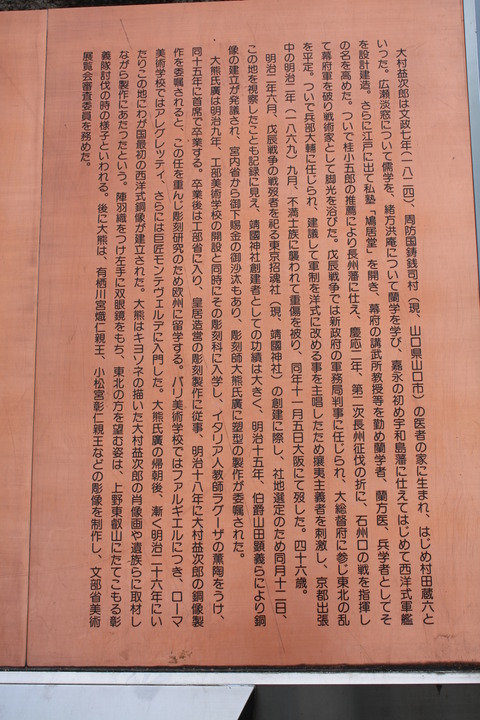 大村益次郎は文政七年(一八二四)、周防国鋳銭司村(現、山口県山口市)の医者の家に生まれ、はじめ村田蔵六と
いった。広瀬淡窓について儒学を、緒方洪庵について蘭学を学び、嘉永の初め宇和島藩に仕えてはじめて西洋式軍艦
を設計建造。さらに江戸に出て私塾「鳩居堂」を開き、幕府の講武所教授等を勤め蘭学者、蘭方医、兵学者としてそ
の名を高めた。ついで桂小五郎の推薦により長州藩に仕え、慶応二年、第二次長州征伐の折に、石州口の戦を指揮し
て幕府軍を破り戦術家として脚光を浴びた。戊辰戦争では新政府の軍務局判事に任じられ、大総督府に参じ東北の乱
を平定。ついで兵部大輔に任じられ、建議して軍制を洋式に改める事を主唱したため攘夷主義者を刺激し、京都出張
中の明治二年(一八六九)九月、不満士族に襲われて重傷を被り、同年十一月五日大阪にて歿した。四十六歳。
明治二年六月、戊辰戦争の戦歿者を祀る東京招魂社(現、靖國神社)の創建に際し、社地選定のため同月十二日、
この地を視察したことも記録に見え、靖國神社創建者としての功績は大きく、明治十五年、伯爵山田顕義らにより銅
像の建立が発議され、宮内省から御下賜金の御沙汰もあり、彫刻師大熊氏廣に塑型の製作が委嘱された。
大熊氏廣は明治九年、工部美術学校の開設と同時にその彫刻科に入学し、イタリア人教師ラグーザの薫陶をうけ、
同十五年に首席で卒業する。卒業後は工部省に入り、皇居造営の彫刻製作に従事、明治十八年に大村益次郎の銅像製
作を委嘱されると、この任を重んじ彫刻研究のため欧州に留学する。パリ美術学校ではファルギエルにつき、ローマ
美術学校ではアレグレッティ、さらには巨匠モンテヴェルデに入門した。大熊氏廣の帰朝後、漸く明治二十六年にい
たりこの地にわが国最初の西洋式銅像が建立された。大熊はキヨソネの描いた大村益次郎の肖像画や遺族らに取材し
ながら製作にあたったという。陣羽織をつけ左手に双眼鏡をもち、東北の方を望む姿は、上野東叡山にたてこもる彰
義隊討伐の時の様子といわれる。後に大熊は、有栖川宮熾仁親王、小松宮彰仁親王などの彫像を制作し、文部省美術
展覧会審査委員を務めた。